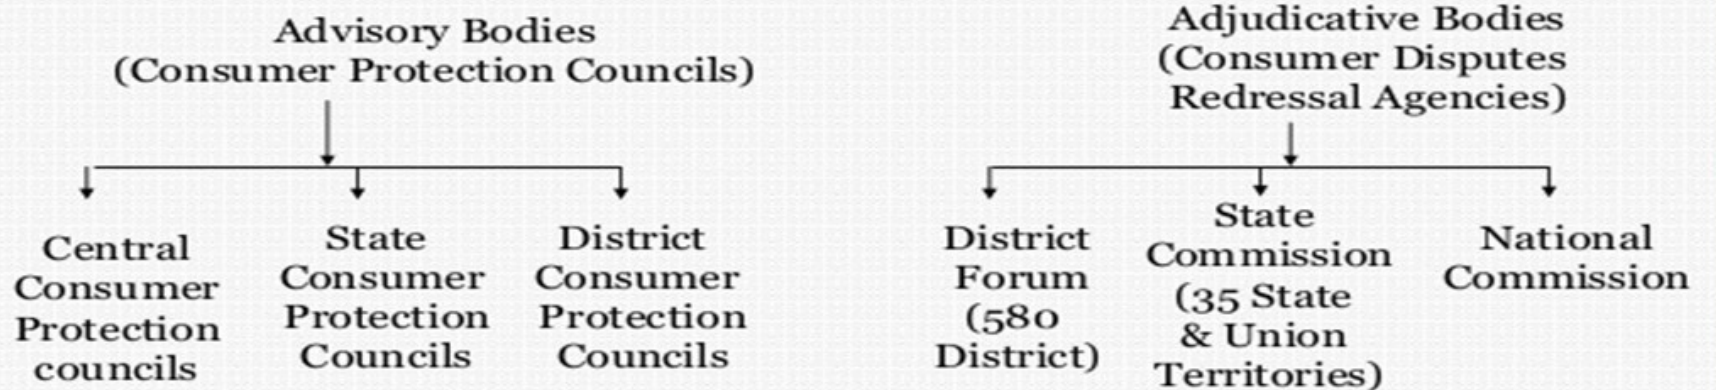 Advisory Bodies
(Consumer Protection Councils)
Central
Consumer
Protection
councils
State
Consumer
Protection
Councils
District
Consumer
Protection
Councils
Adjudicative Bodies
(Consumer Disputes
Redressal Agencies)
District
Forum
(580
District)
State
Commission
(35 State
& Union
Territories)
National
Commission